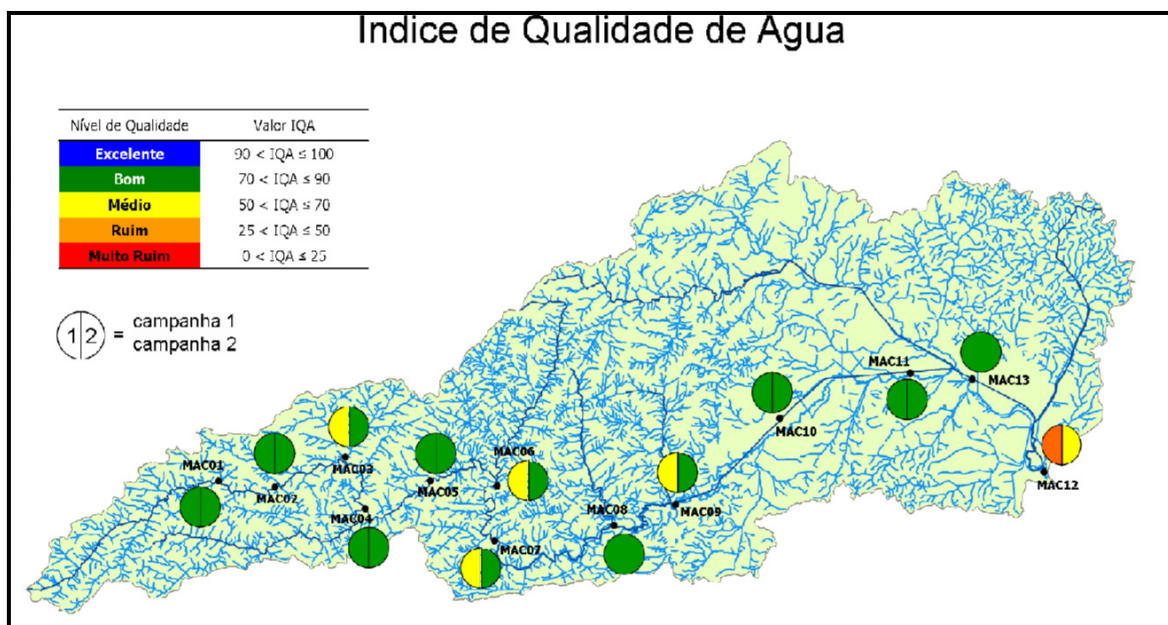 Indice de Qualidade de Agua
Nível de Qualidade Valor IQA
Excelente 90 < IQA ≤ 100
Bom 70 < IQA ≤ 90
Médio 50 < IQA ≤ 70
Ruim 25 < IQA ≤ 50
Muito Ruim 0 < IQA ≤ 25
1 2 = campanha 1
campanha 2
MAC11
MAC13
MAC10
MAC03
MAC06
MAC01
MAC02
MAC05
MAC12
MAC04
MAC08
MAC09
MAC07